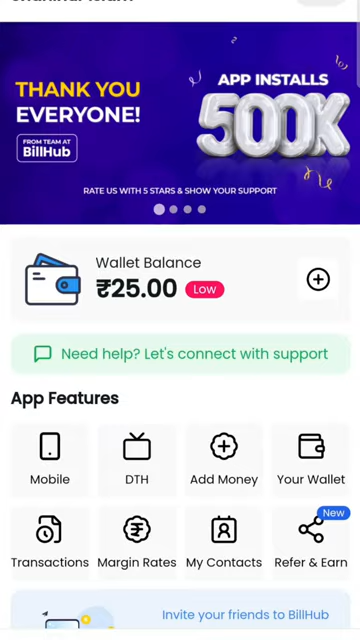 THANK YOU
EVERYONE!
FROM TEAM AT
BillHub
APP INSTALLS
500K
RATE US WITH 5 STARS & SHOW YOUR SUPPORT
Wallet Balance
₹25.00 Low
Need help? Let's connect with support
App Features
Mobile DTH Add Money Your Wallet
New
Transactions Margin Rates My Contacts Refer & Earn
Invite your friends to BillHub